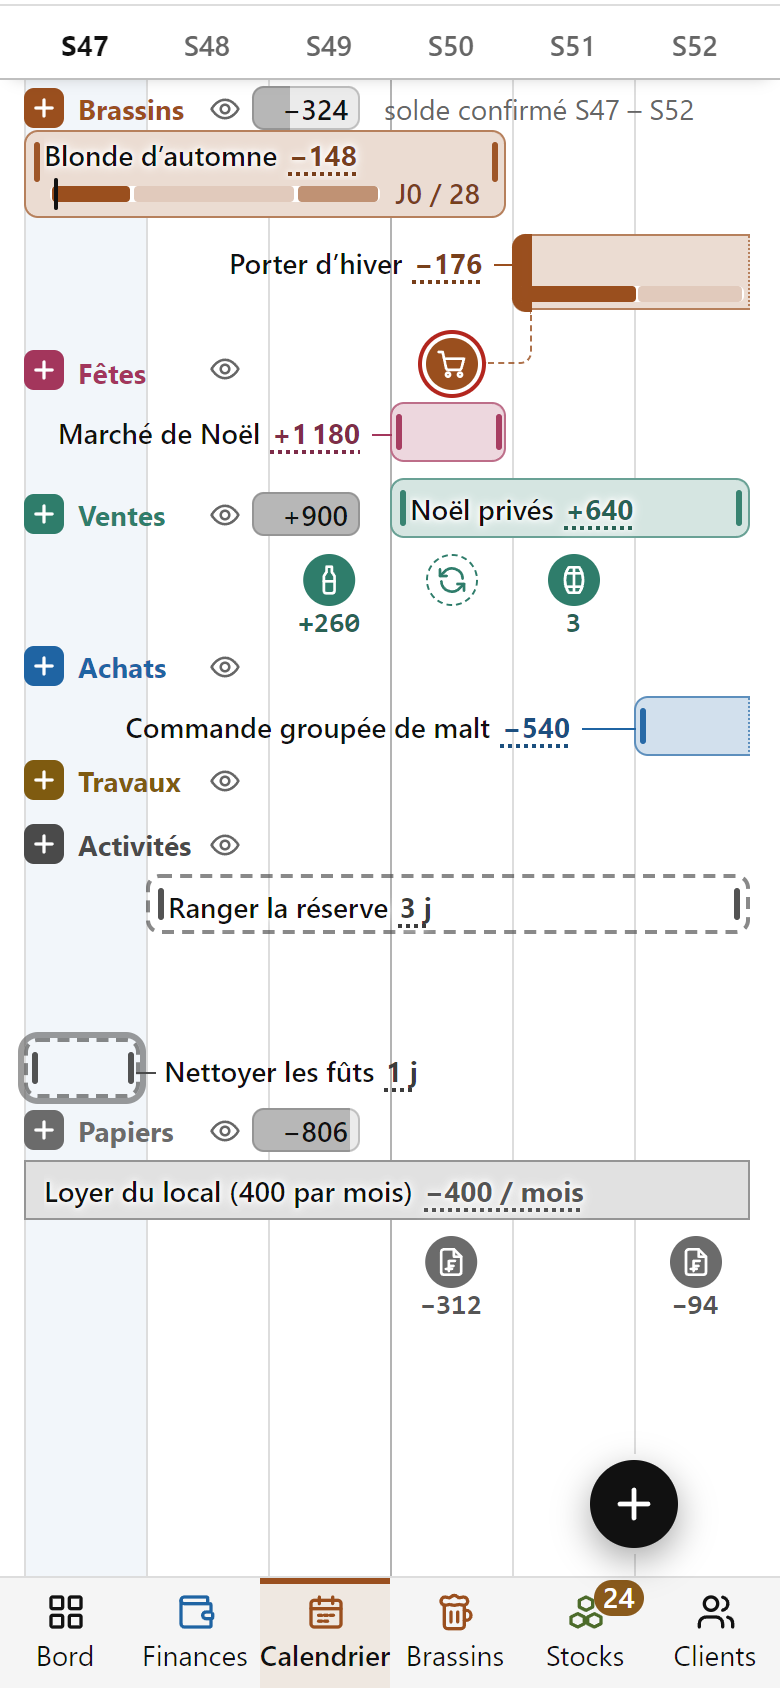 S47 S48 S49 S50 S51 S52
Brassins −324 solde confirmé S47 – S52
Blonde d’automne −148
J0 / 28
Porter d’hiver −176
Fêtes
Marché de Noël +1 180
Ventes +900 Noël privés +640
+260 3
Achats
Commande groupée de malt −540
Travaux
Activités
Ranger la réserve 3 j
Nettoyer les fûts 1 j
Papiers −806
Loyer du local (400 par mois) −400 / mois
−312 −94
24
Bord Finances Calendrier Brassins Stocks Clients